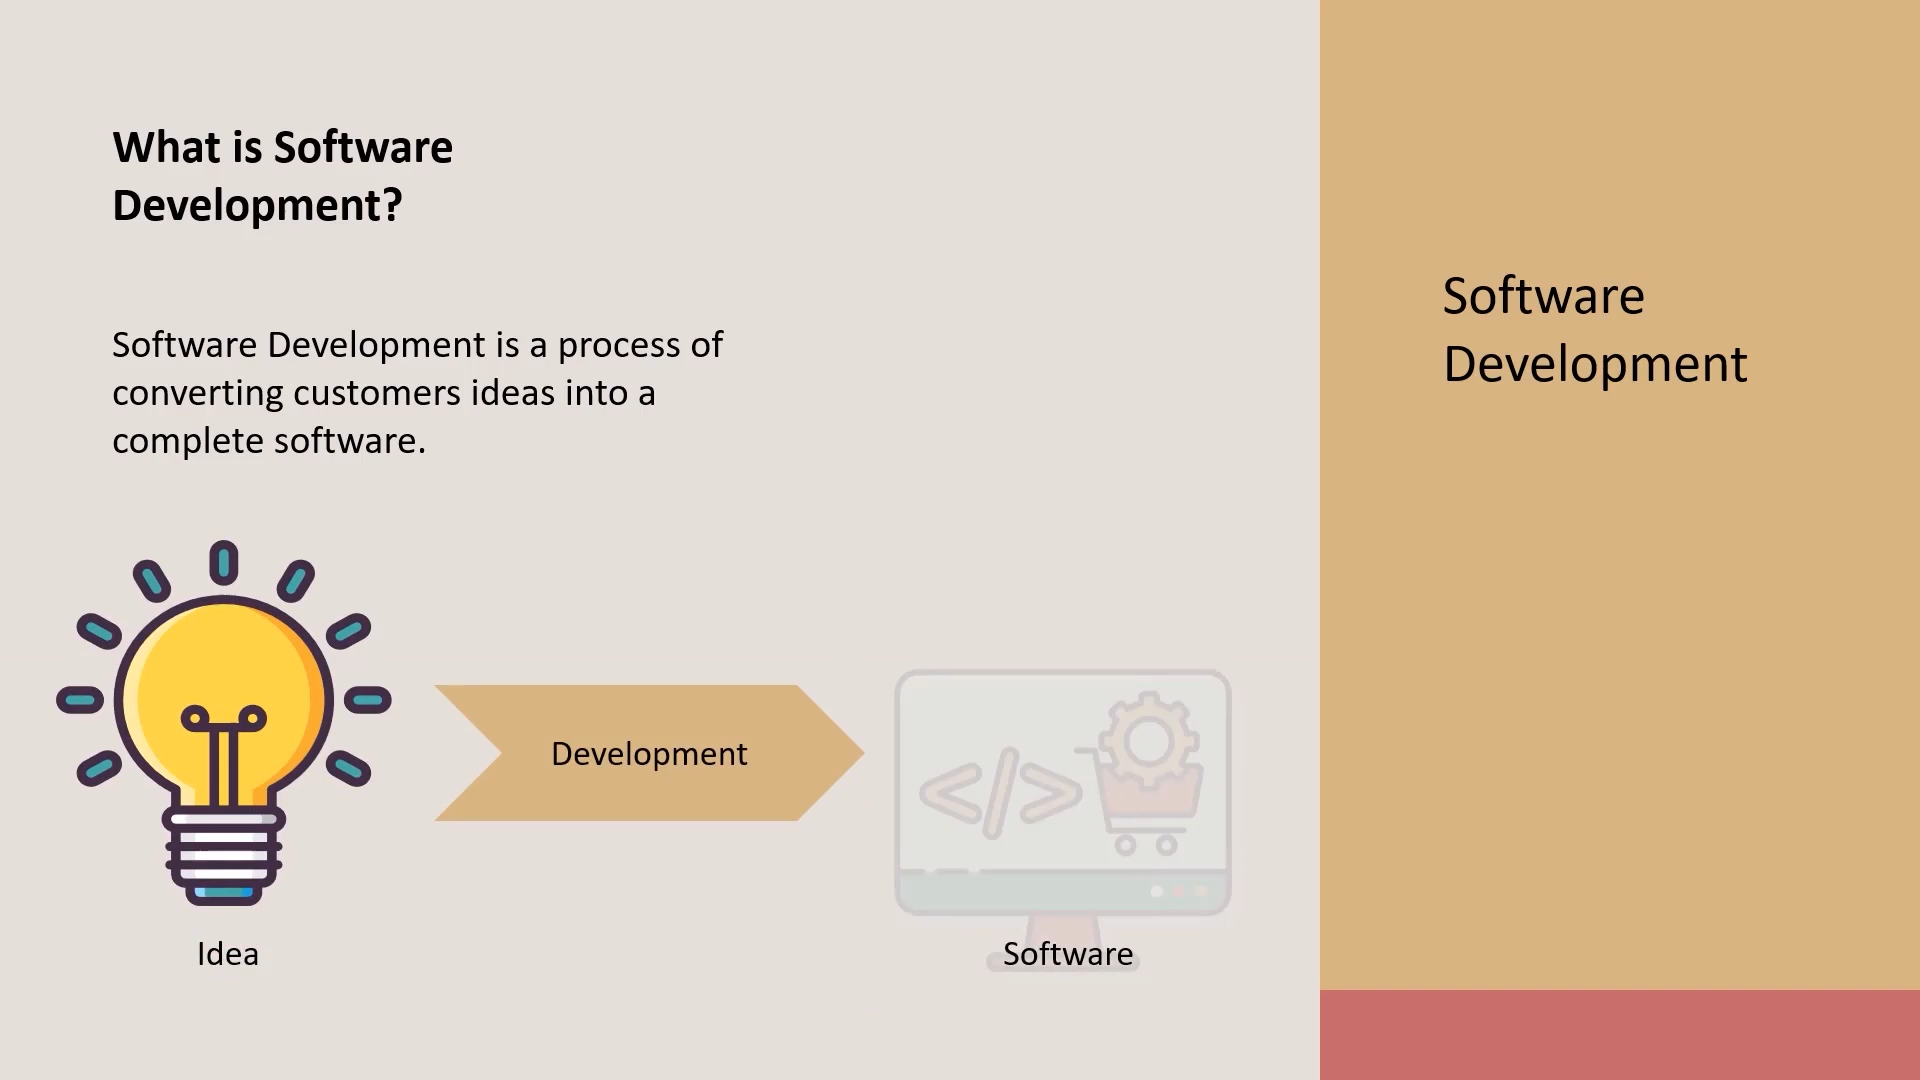 What is Software
Development?
Software Development is a process of
converting customers ideas into a
complete software.
Development
Idea
Software
Software
Development